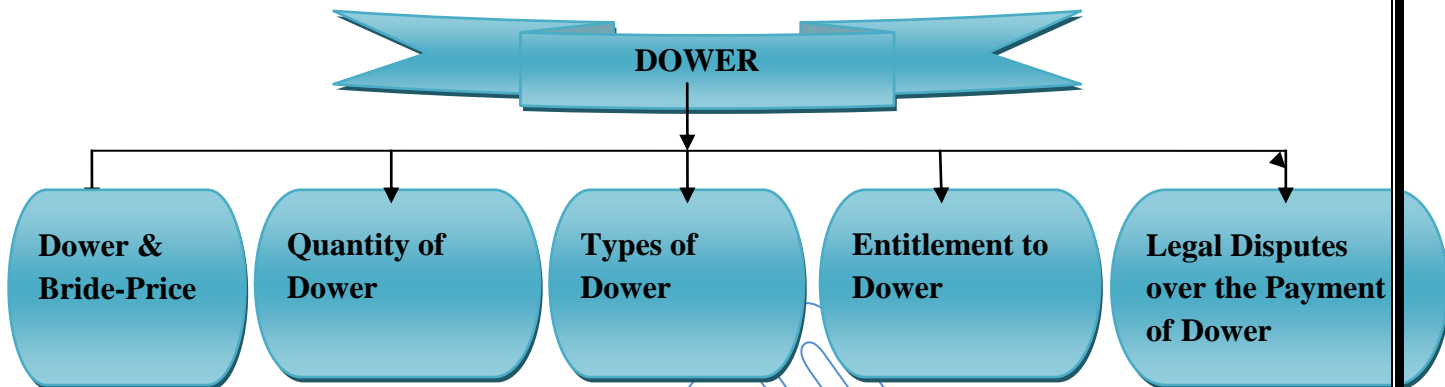 DOWER
Dower &
Bride-Price
Quantity of
Dower
Types of
Dower
Entitlement to
Dower
Legal Disputes
over the Payment
of Dower